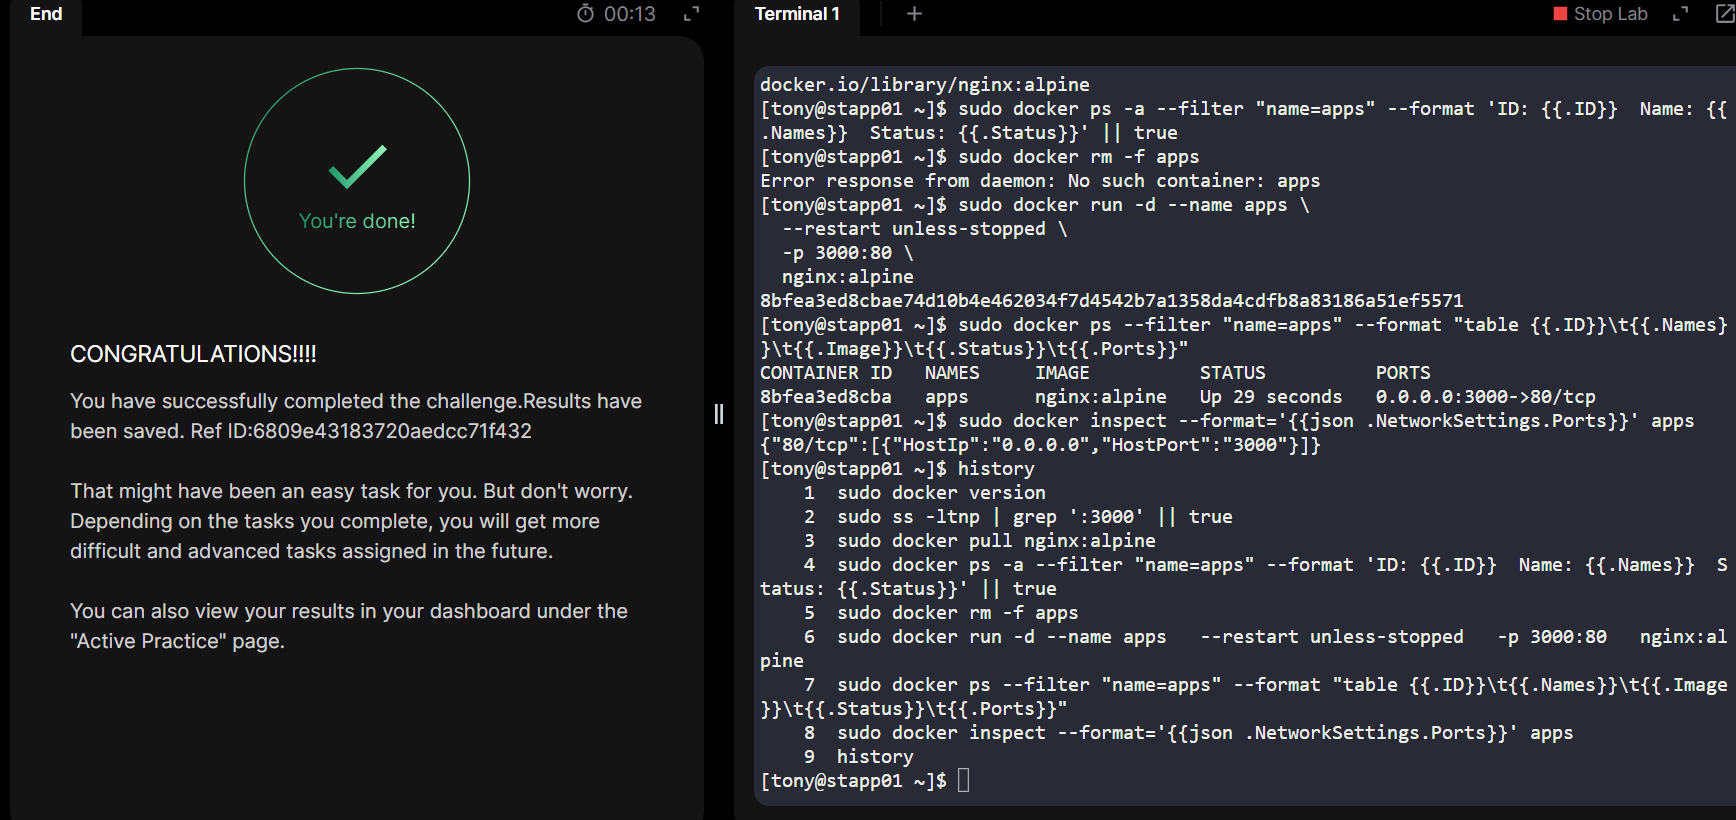 End
00:13
Terminal 1
+
Stop Lab
You're done!
CONGRATULATIONS!!!!
You have successfully completed the challenge.Results have
been saved. Ref ID:6809e43183720aedcc71f432
That might have been an easy task for you. But don't worry.
Depending on the tasks you complete, you will get more
difficult and advanced tasks assigned in the future.
You can also view your results in your dashboard under the
"Active Practice" page.
docker.io/library/nginx:alpine
[tony@stapp01 ~]$ sudo docker ps -a --filter "name=apps" --format 'ID: {{.ID}}  Name: {{
.Names}}  Status: {{.Status}}' || true
[tony@stapp01 ~]$ sudo docker rm -f apps
Error response from daemon: No such container: apps
[tony@stapp01 ~]$ sudo docker run -d --name apps \
  --restart unless-stopped \
  -p 3000:80 \
  nginx:alpine
8bfea3ed8cbae74d10b4e462034f7d4542b7a1358da4cdfb8a83186a51ef5571
[tony@stapp01 ~]$ sudo docker ps --filter "name=apps" --format "table {{.ID}}\t{{.Names}
}\t{{.Image}}\t{{.Status}}\t{{.Ports}}"
CONTAINER ID   NAMES     IMAGE          STATUS          PORTS
8bfea3ed8cba   apps      nginx:alpine   Up 29 seconds   0.0.0.0:3000->80/tcp
[tony@stapp01 ~]$ sudo docker inspect --format='{{json .NetworkSettings.Ports}}' apps
{"80/tcp":[{"HostIp":"0.0.0.0","HostPort":"3000"}]}
[tony@stapp01 ~]$ history
    1  sudo docker version
    2  sudo ss -ltnp | grep ':3000' || true
    3  sudo docker pull nginx:alpine
    4  sudo docker ps -a --filter "name=apps" --format 'ID: {{.ID}}  Name: {{.Names}}  S
tatus: {{.Status}}' || true
    5  sudo docker rm -f apps
    6  sudo docker run -d --name apps   --restart unless-stopped   -p 3000:80   nginx:al
pine
    7  sudo docker ps --filter "name=apps" --format "table {{.ID}}\t{{.Names}}\t{{.Image
}}\t{{.Status}}\t{{.Ports}}"
    8  sudo docker inspect --format='{{json .NetworkSettings.Ports}}' apps
    9  history
[tony@stapp01 ~]$